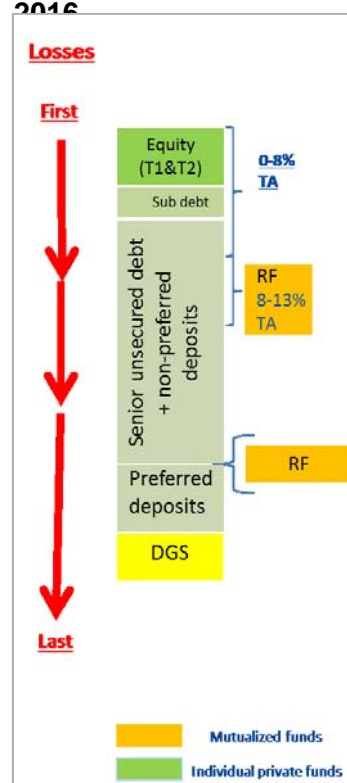 2016
Losses
First
Equity
(T1&T2)
Sub debt
0-8%
TA
Senior unsecured debt
+ non-preferred
deposits
RF
8-13%
TA
RF
Preferred
deposits
DGS
Last
Mutualized funds
Individual private funds